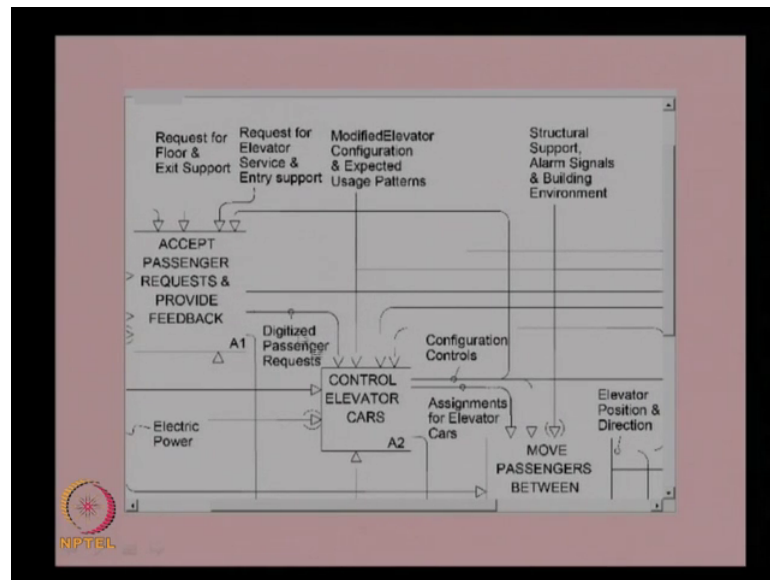 Request for
Floor &
Exit Support
Request for
Elevator
Service &
Entry support
ModifiedElevator
Configuration
& Expected
Usage Patterns
Structural
Support,
Alarm Signals
& Building
Environment
ACCEPT
PASSENGER
REQUESTS &
PROVIDE
FEEDBACK
A1
Digitized
Passenger
Requests
CONTROL
ELEVATOR
CARS
A2
Configuration
Controls
Assignments
for Elevator
Cars
Electric
Power
MOVE
PASSENGERS
BETWEEN
Elevator
Position &
Direction
NPTEL